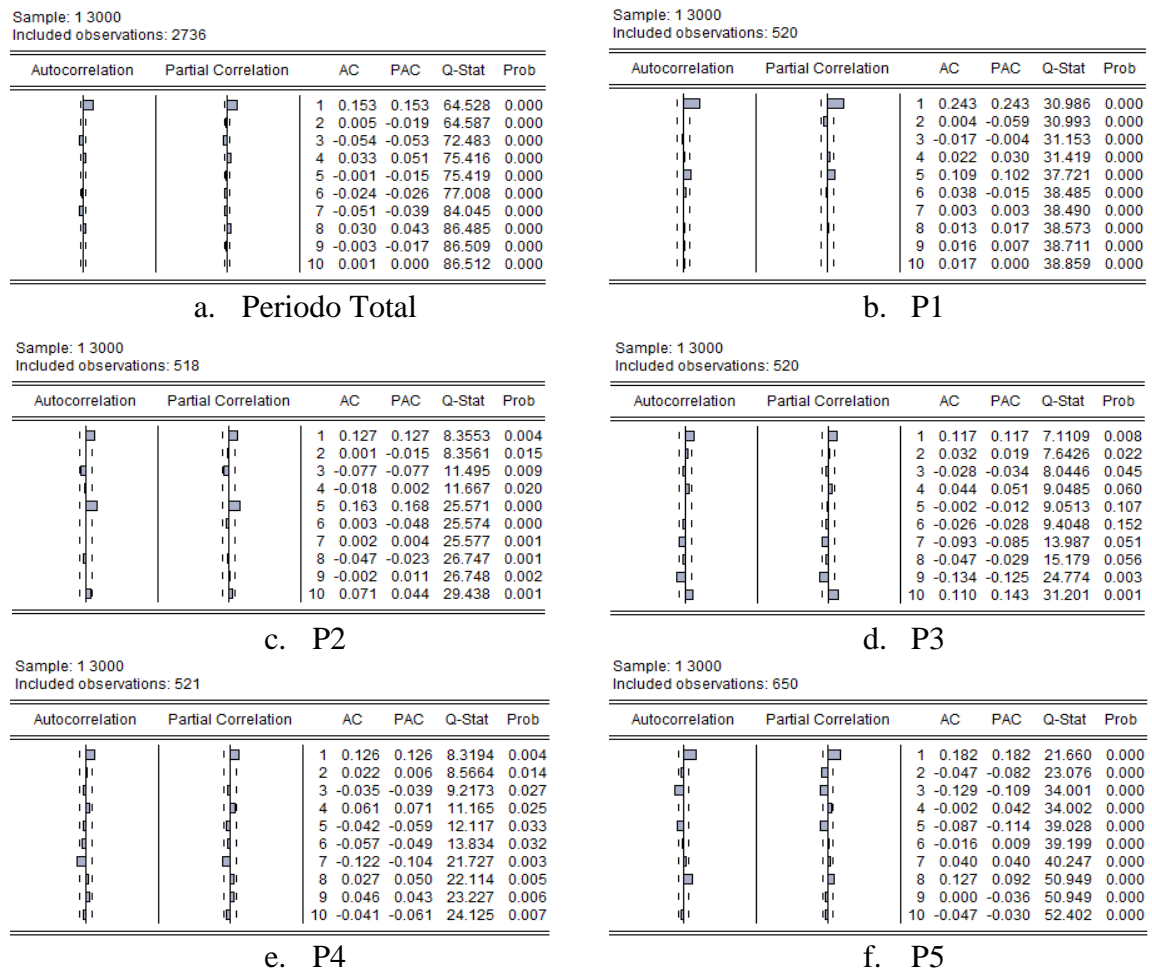 Sample: 1 3000
Included observations: 2736
Autocorrelation Partial Correlation AC PAC Q-Stat Prob
1 0.153 0.153 64.528 0.000
2 0.005 -0.019 64.587 0.000
3 -0.054 -0.053 72.483 0.000
4 0.033 0.051 75.416 0.000
5 -0.001 -0.015 75.419 0.000
6 -0.024 -0.026 77.008 0.000
7 -0.051 -0.039 84.045 0.000
8 0.030 0.043 86.485 0.000
9 -0.003 -0.017 86.509 0.000
10 0.001 0.000 86.512 0.000
a. Periodo Total
Sample: 1 3000
Included observations: 520
Autocorrelation Partial Correlation AC PAC Q-Stat Prob
1 0.243 0.243 30.986 0.000
2 0.004 -0.059 30.993 0.000
3 -0.017 -0.004 31.153 0.000
4 0.022 0.030 31.419 0.000
5 0.109 0.102 37.721 0.000
6 0.038 -0.015 38.485 0.000
7 0.003 0.003 38.490 0.000
8 0.013 0.017 38.573 0.000
9 0.016 0.007 38.711 0.000
10 0.017 0.000 38.859 0.000
b. P1
Sample: 1 3000
Included observations: 518
Autocorrelation Partial Correlation AC PAC Q-Stat Prob
1 0.127 0.127 8.3553 0.004
2 0.001 -0.015 8.3561 0.015
3 -0.077 -0.077 11.495 0.009
4 -0.018 0.002 11.667 0.020
5 0.163 0.168 25.571 0.000
6 0.003 -0.048 25.574 0.000
7 0.002 0.004 25.577 0.001
8 -0.047 -0.023 26.747 0.001
9 -0.002 0.011 26.748 0.002
10 0.071 0.044 29.438 0.001
c. P2
Sample: 1 3000
Included observations: 520
Autocorrelation Partial Correlation AC PAC Q-Stat Prob
1 0.117 0.117 7.1109 0.008
2 0.032 0.019 7.6426 0.022
3 -0.028 -0.034 8.0446 0.045
4 0.044 0.051 9.0485 0.060
5 -0.002 -0.012 9.0513 0.107
6 -0.026 -0.028 9.4048 0.152
7 -0.093 -0.085 13.987 0.051
8 -0.047 -0.029 15.179 0.056
9 -0.134 -0.125 24.774 0.003
10 0.110 0.143 31.201 0.001
d. P3
Sample: 1 3000
Included observations: 521
Autocorrelation Partial Correlation AC PAC Q-Stat Prob
1 0.126 0.126 8.3194 0.004
2 0.022 0.006 8.5664 0.014
3 -0.035 -0.039 9.2173 0.027
4 0.061 0.071 11.165 0.025
5 -0.042 -0.059 12.117 0.033
6 -0.057 -0.049 13.834 0.032
7 -0.122 -0.104 21.727 0.003
8 0.027 0.050 22.114 0.005
9 0.046 0.043 23.227 0.006
10 -0.041 -0.061 24.125 0.007
e. P4
Sample: 1 3000
Included observations: 650
Autocorrelation Partial Correlation AC PAC Q-Stat Prob
1 0.182 0.182 21.660 0.000
2 -0.047 -0.082 23.076 0.000
3 -0.129 -0.109 34.001 0.000
4 -0.002 0.042 34.002 0.000
5 -0.087 -0.114 39.028 0.000
6 -0.016 0.009 39.199 0.000
7 0.040 0.040 40.247 0.000
8 0.127 0.092 50.949 0.000
9 0.000 -0.036 50.949 0.000
10 -0.047 -0.030 52.402 0.000
f. P5